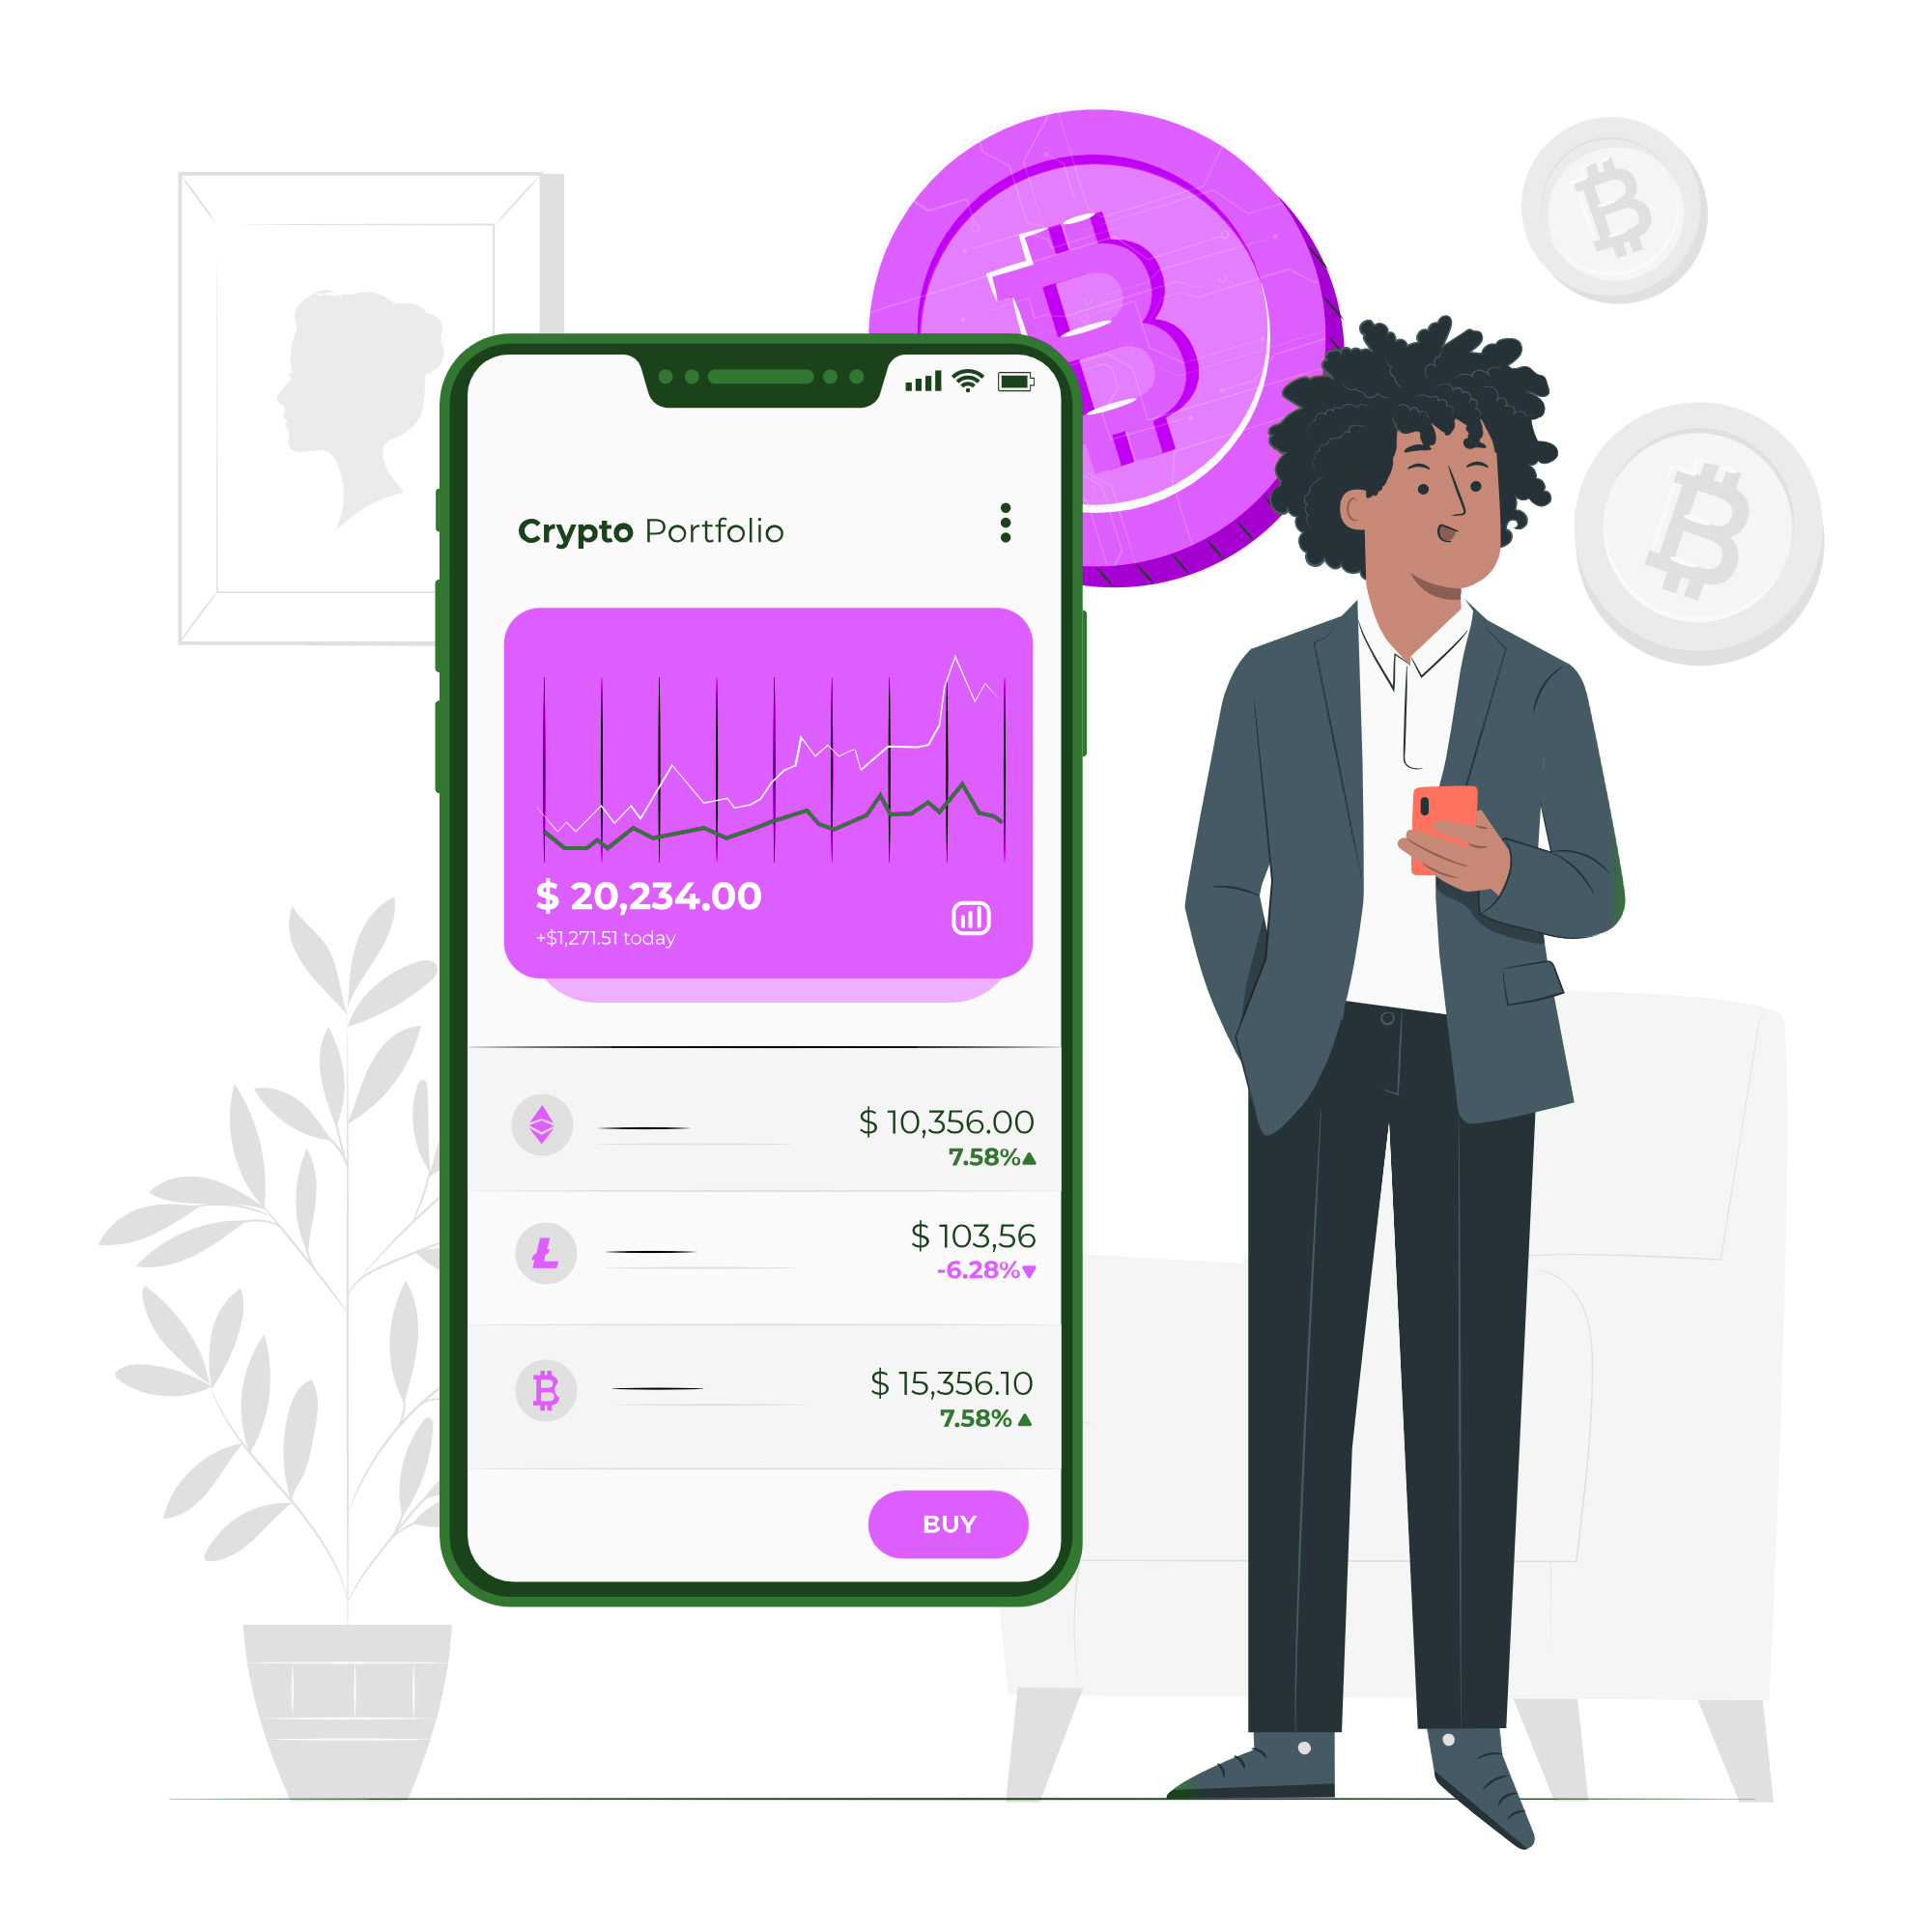 Crypto Portfolio
$ 20,234.00
+$1,271.51 today
$ 10,356.00
7.58%
$ 103,56
-6.28%
$ 15,356.10
7.58%
BUY